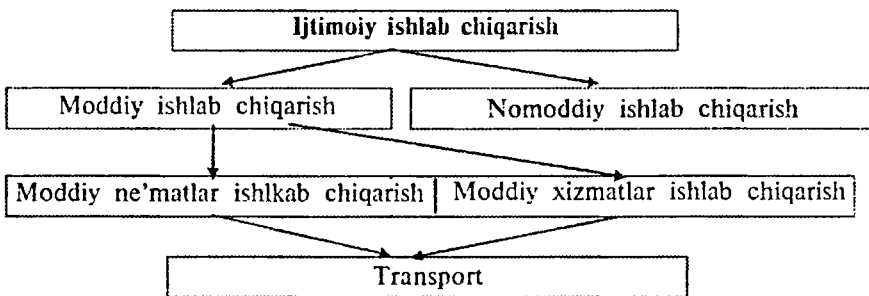 Ijtimoiy ishlab chiqarish
Moddiy ishlab chiqarish
Nomoddiy ishlab chiqarish
Moddiy ne'matlar ishlkab chiqarish
Moddiy xizmatlar ishlab chiqarish
Transport